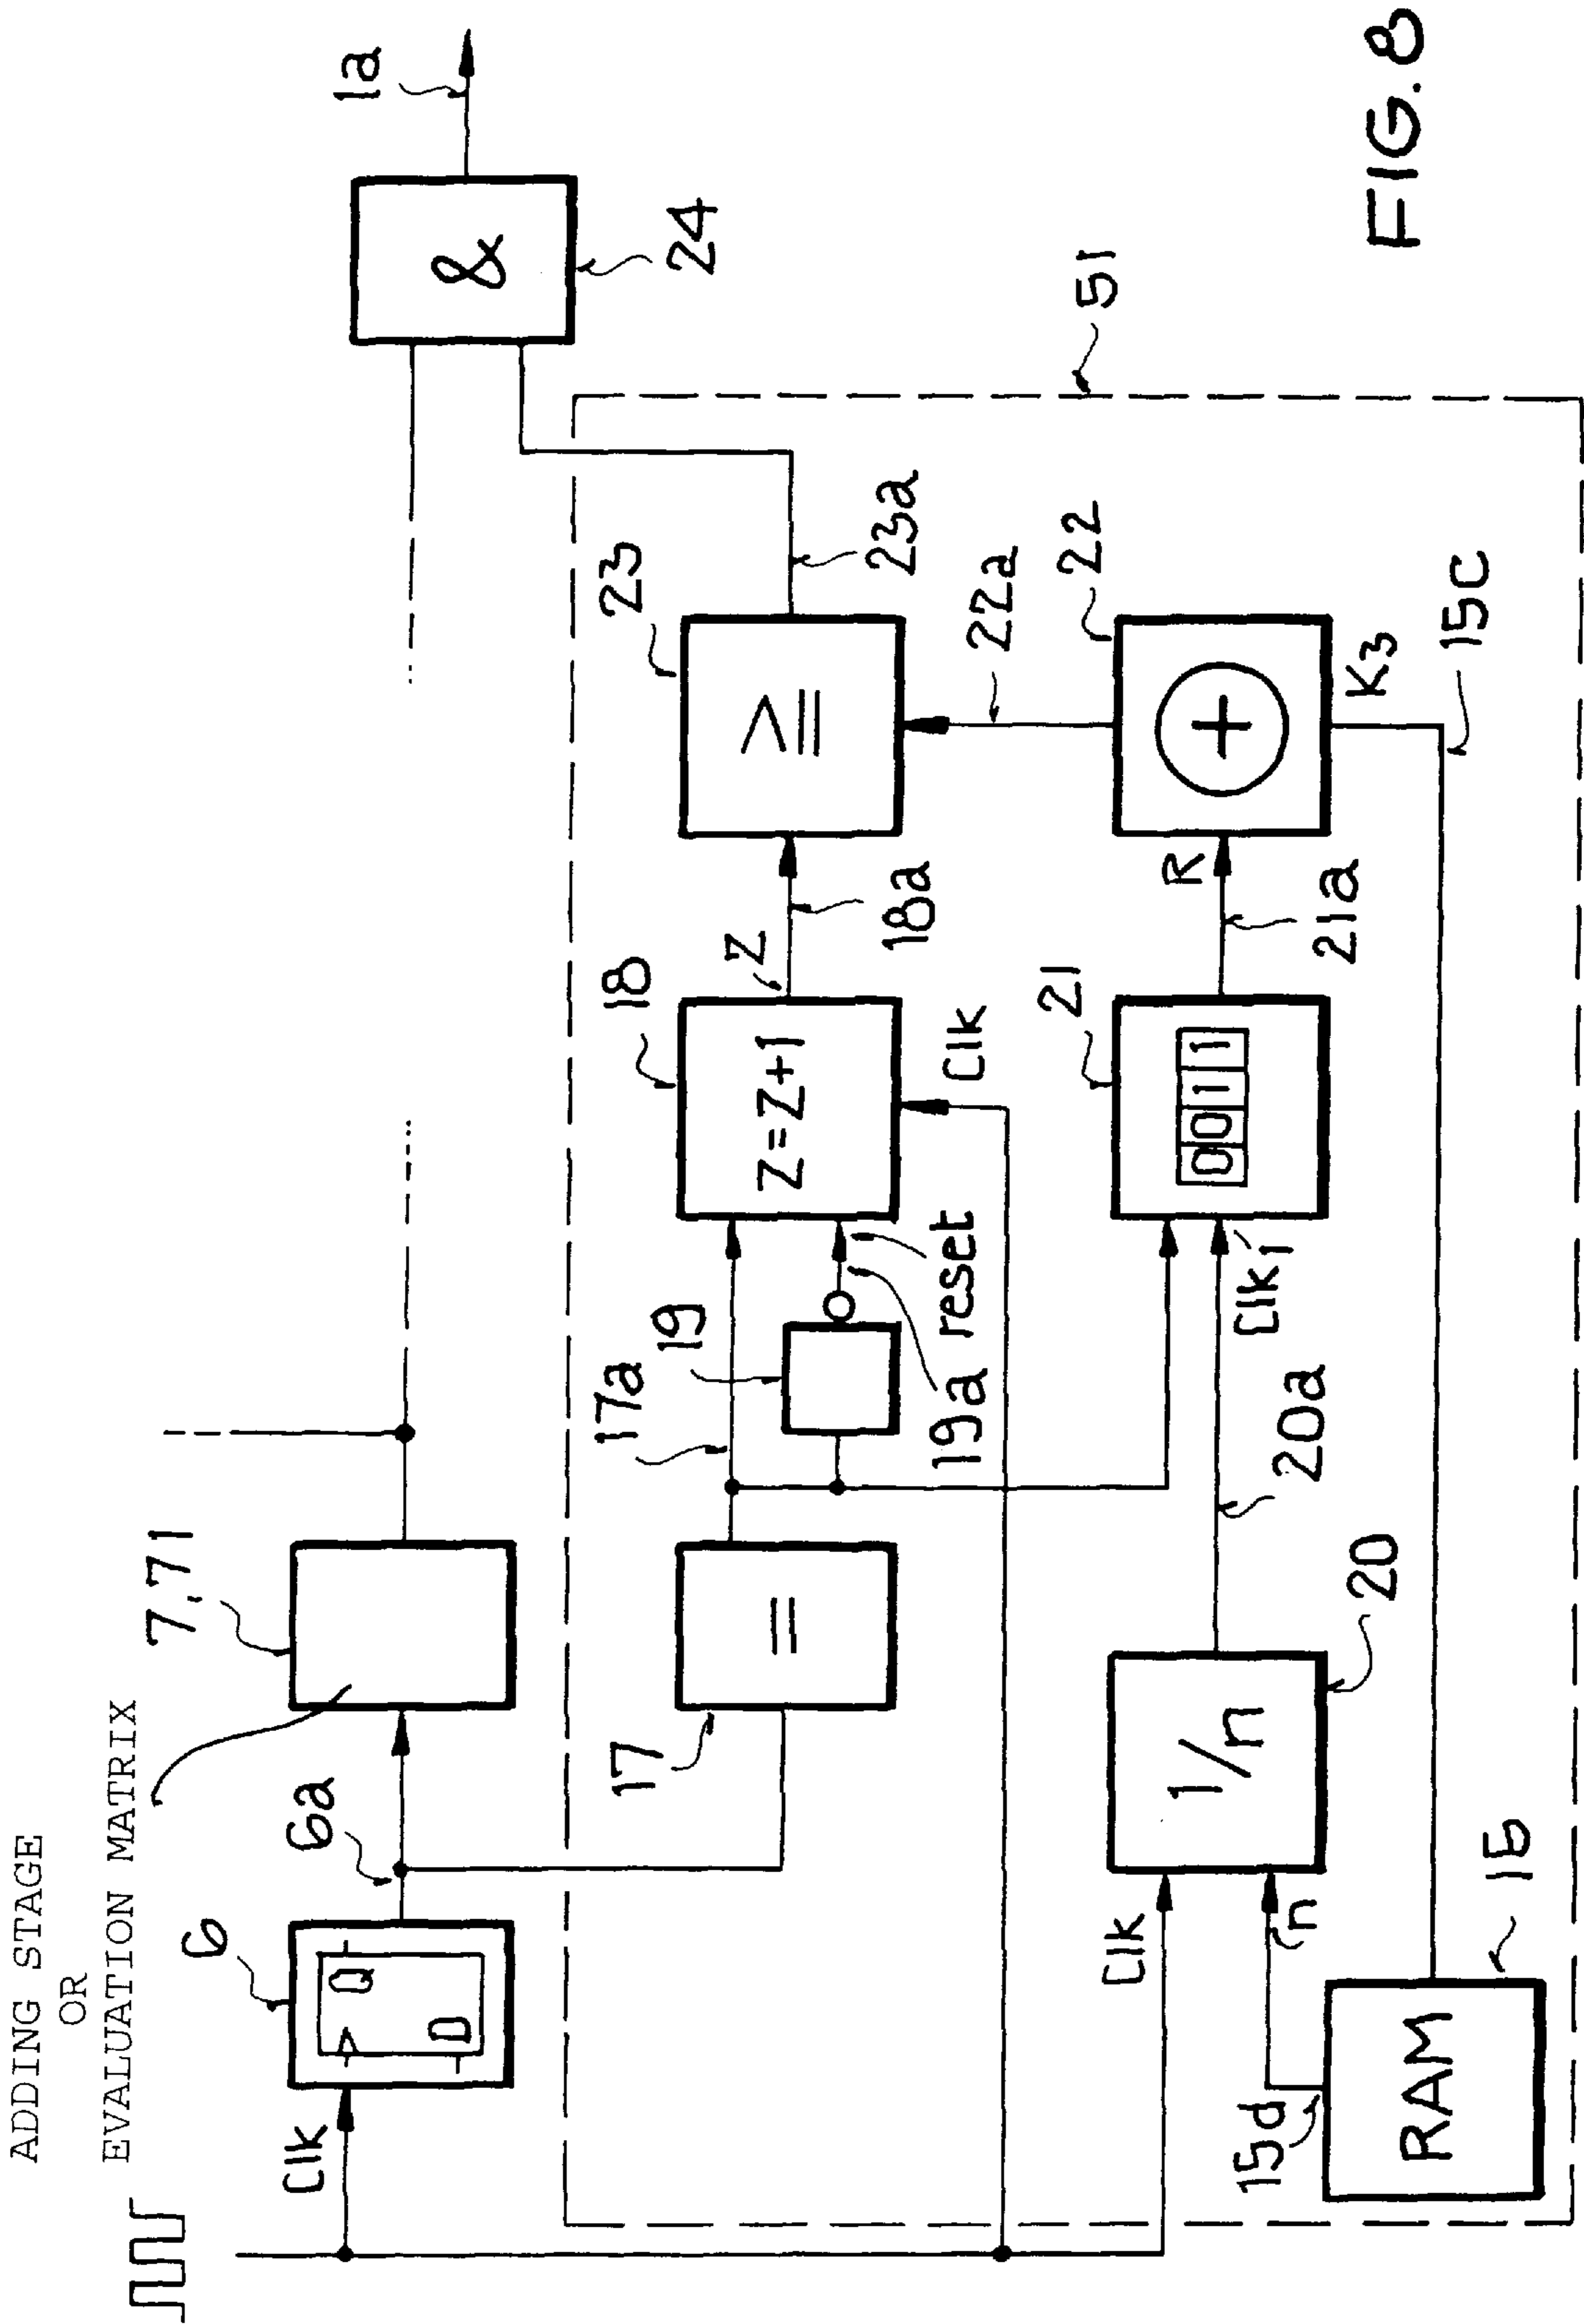 ADDING STAGE
OR
EVALUATION MATRIX
7,71
6
6a
Clk
A Q
D
1a
&
24
51
17
=
17a
19
19a
reset
18
Z=Z+1
Z
18a
Clk
23
≥
23a
22a
22
+
R
K3
15c
21
0011
21a
Clk1
20a
20
1/n
Clk
n
15d
RAM
15
FIG. 8